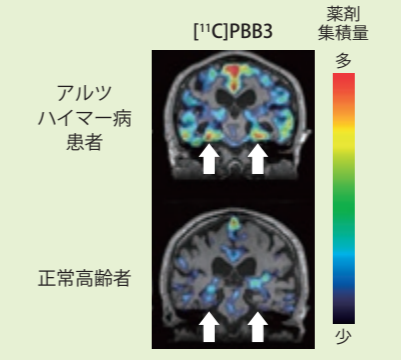 [¹¹C]PBB3
薬剤
集積量
多
アルツ
ハイマー病
患者
正常高齢者
少